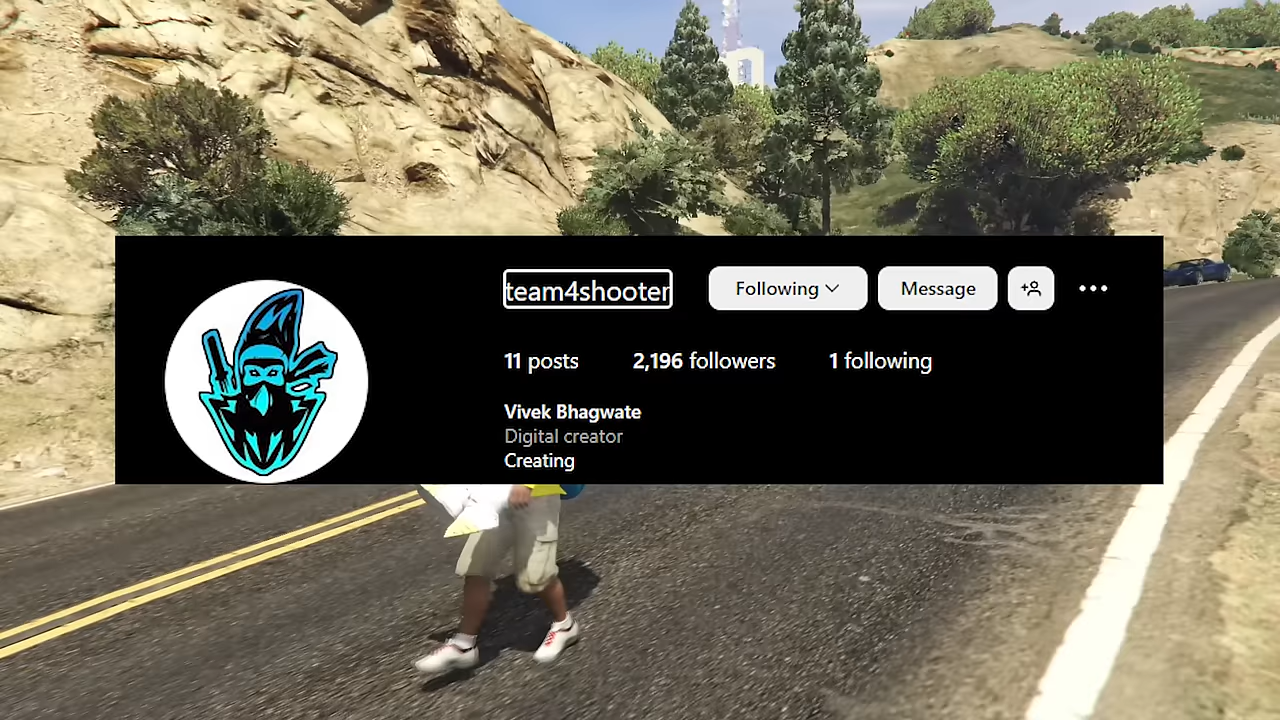 team4shooter
Following
Message
11 posts
2,196 followers
1 following
Vivek Bhagwate
Digital creator
Creating